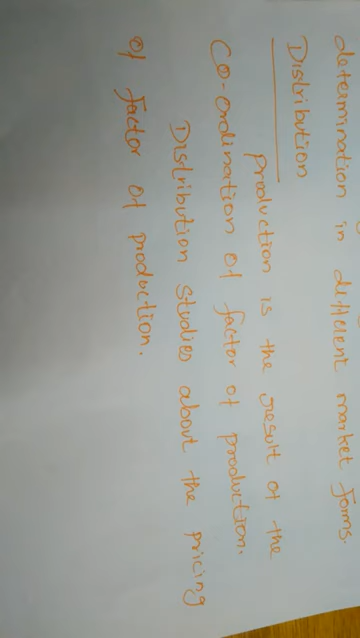 determination in different market forms.
Distribution
production is the result of the
Co-ordination of factor of production.
Distribution studies about the pricing
of factor of production.